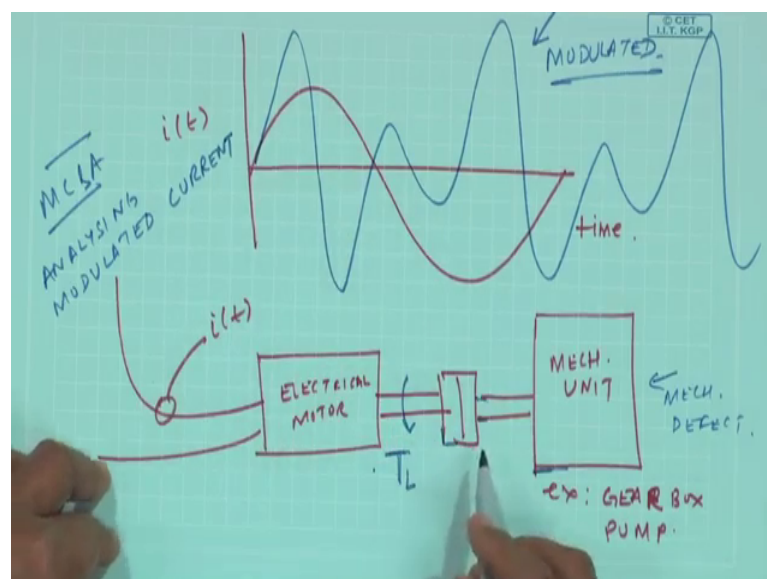 © CET
I.I.T. KGP
MODULATED
i(t)
MCSA
ANALYSING
MODULATED CURRENT
time.
i(t)
ELECTRICAL
MOTOR
TL
MECH.
UNIT
MECH.
DEFECT.
ex: GEAR BOX
PUMP.